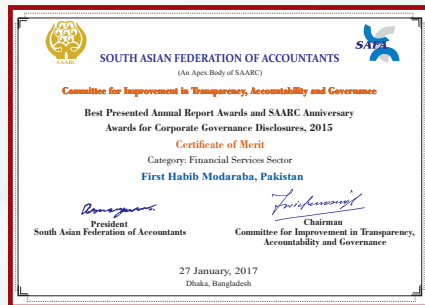 SAARC
SAFA
SOUTH ASIAN FEDERATION OF ACCOUNTANTS
(An Apex Body of SAARC)
Committee for Improvement in Transparency, Accountability and Governance
Best Presented Annual Report Awards and SAARC Anniversary
Awards for Corporate Governance Disclosures, 2015
Certificate of Merit
Category: Financial Services Sector
First Habib Modaraba, Pakistan
President
South Asian Federation of Accountants
Chairman
Committee for Improvement in Transparency,
Accountability and Governance
27 January, 2017
Dhaka, Bangladesh